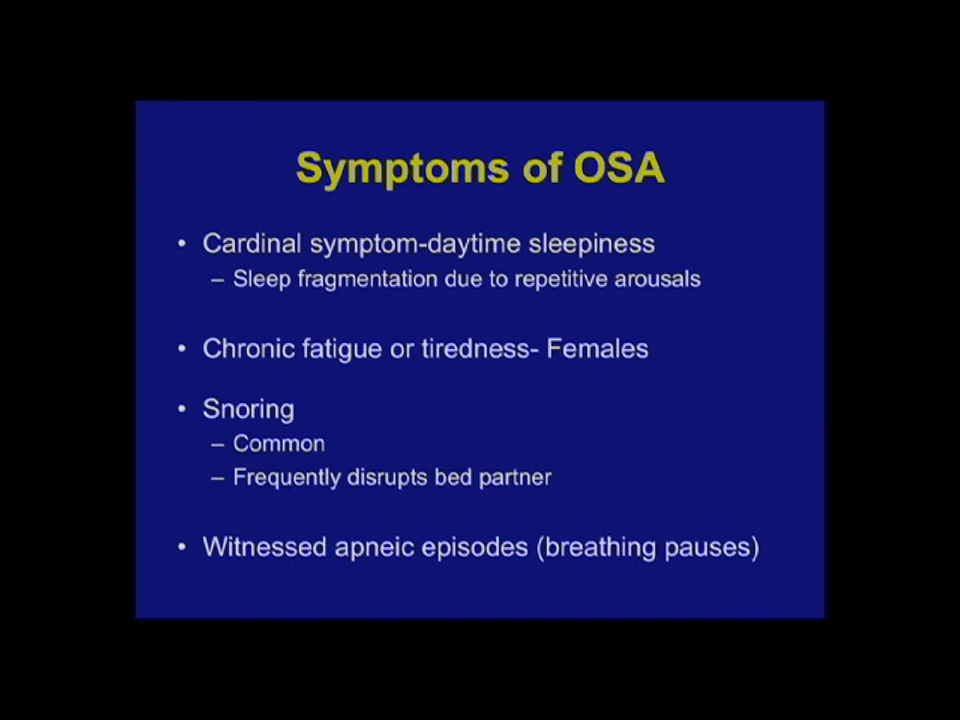 Symptoms of OSA
• Cardinal symptom-daytime sleepiness
– Sleep fragmentation due to repetitive arousals
• Chronic fatigue or tiredness- Females
• Snoring
– Common
– Frequently disrupts bed partner
• Witnessed apneic episodes (breathing pauses)